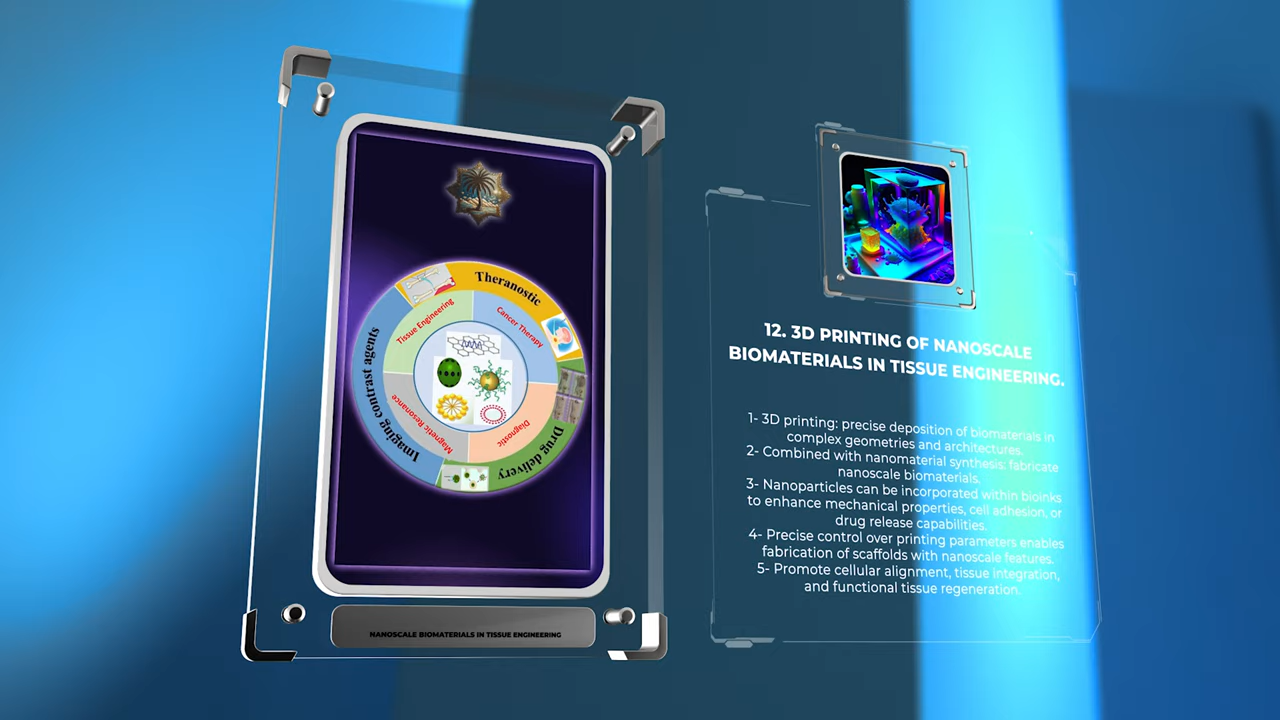 Theranostic
Tissue Engineering
Cancer Therapy
Imaging contrast agents
Magnetic Resonance
Diagnostic
Drug delivery
NANOSCALE BIOMATERIALS IN TISSUE ENGINEERING
12. 3D PRINTING OF NANOSCALE
BIOMATERIALS IN TISSUE ENGINEERING.
1- 3D printing: precise deposition of biomaterials in
complex geometries and architectures.
2- Combined with nanomaterial synthesis: fabricate
nanoscale biomaterials.
3- Nanoparticles can be incorporated within bioinks
to enhance mechanical properties, cell adhesion, or
drug release capabilities.
4- Precise control over printing parameters enables
fabrication of scaffolds with nanoscale features.
5- Promote cellular alignment, tissue integration,
and functional tissue regeneration.